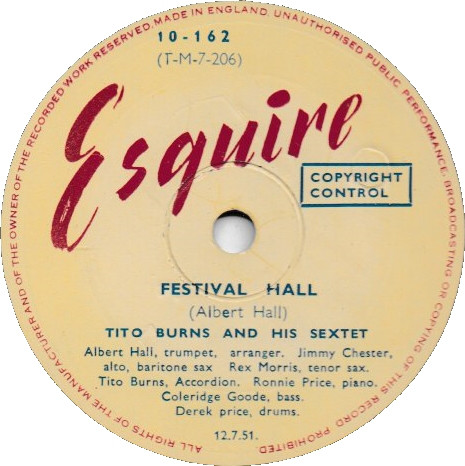 ALL RIGHTS OF THE MANUFACTURER AND OF THE OWNER OF THE RECORDED WORK RESERVED. MADE IN ENGLAND. UNAUTHORISED PUBLIC PERFORMANCE, BROADCASTING OR COPYING OF THIS RECORD PROHIBITED.
10-162
(T-M-7-206)
Esquire
COPYRIGHT
CONTROL
FESTIVAL HALL
(Albert Hall)
TITO BURNS AND HIS SEXTET
Albert Hall, trumpet, arranger. Jimmy Chester,
alto, baritone sax Rex Morris, tenor sax.
Tito Burns, Accordion. Ronnie Price, piano.
Coleridge Goode, bass.
Derek price, drums.
12.7.51.